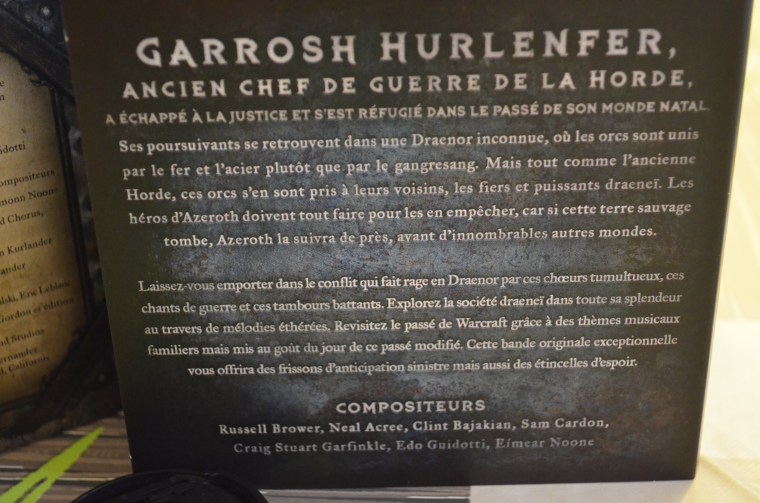 GARROSH HURLENFER,
ANCIEN CHEF DE GUERRE DE LA HORDE,
A ÉCHAPPÉ À LA JUSTICE ET S'EST RÉFUGIÉ DANS LE PASSÉ DE SON MONDE NATAL.
Ses poursuivants se retrouvent dans une Draenor inconnue, où les orcs sont unis
par le fer et l'acier plutôt que par le gangresang. Mais tout comme l'ancienne
Horde, ces orcs s'en sont pris à leurs voisins, les fiers et puissants draeneï. Les
héros d'Azeroth doivent tout faire pour les en empêcher, car si cette terre sauvage
tombe, Azeroth la suivra de près, avant d'innombrables autres mondes.
Laissez-vous emporter dans le conflit qui fait rage en Draenor par ces chœurs tumultueux, ces
chants de guerre et ces tambours battants. Explorez la société draeneï dans toute sa splendeur
au travers de mélodies éthérées. Revisitez le passé de Warcraft grâce à des thèmes musicaux
familiers mais mis au goût du jour de ce passé modifié. Cette bande originale exceptionnelle
vous offrira des frissons d'anticipation sinistre mais aussi des étincelles d'espoir.
COMPOSITEURS
Russell Brower, Neal Acree, Clint Bajakian, Sam Cardon,
Craig Stuart Garfinkle, Edo Guidotti, Eímear Noone
Noone
Chorus,
Kurlander
Gordon et
Studios